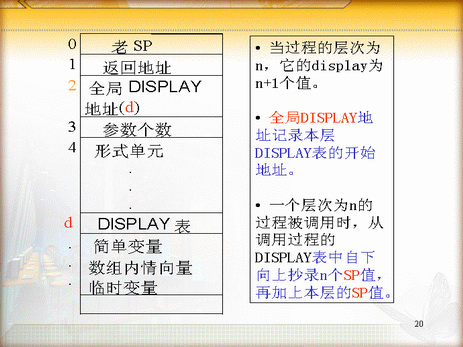 0 老 SP
1 返回地址
2 全局 DISPLAY
地址(d)
3 参数个数
4 形式单元
.
.
.
d DISPLAY 表
. 简单变量
. 数组内情向量
. 临时变量
• 当过程的层次为
n，它的display为
n+1个值。
• 全局DISPLAY地
址记录本层
DISPLAY表的开始
地址。
• 一个层次为n的
过程被调用时，从
调用过程的
DISPLAY表中自下
向上抄录n个SP值，
再加上本层的SP值。
20